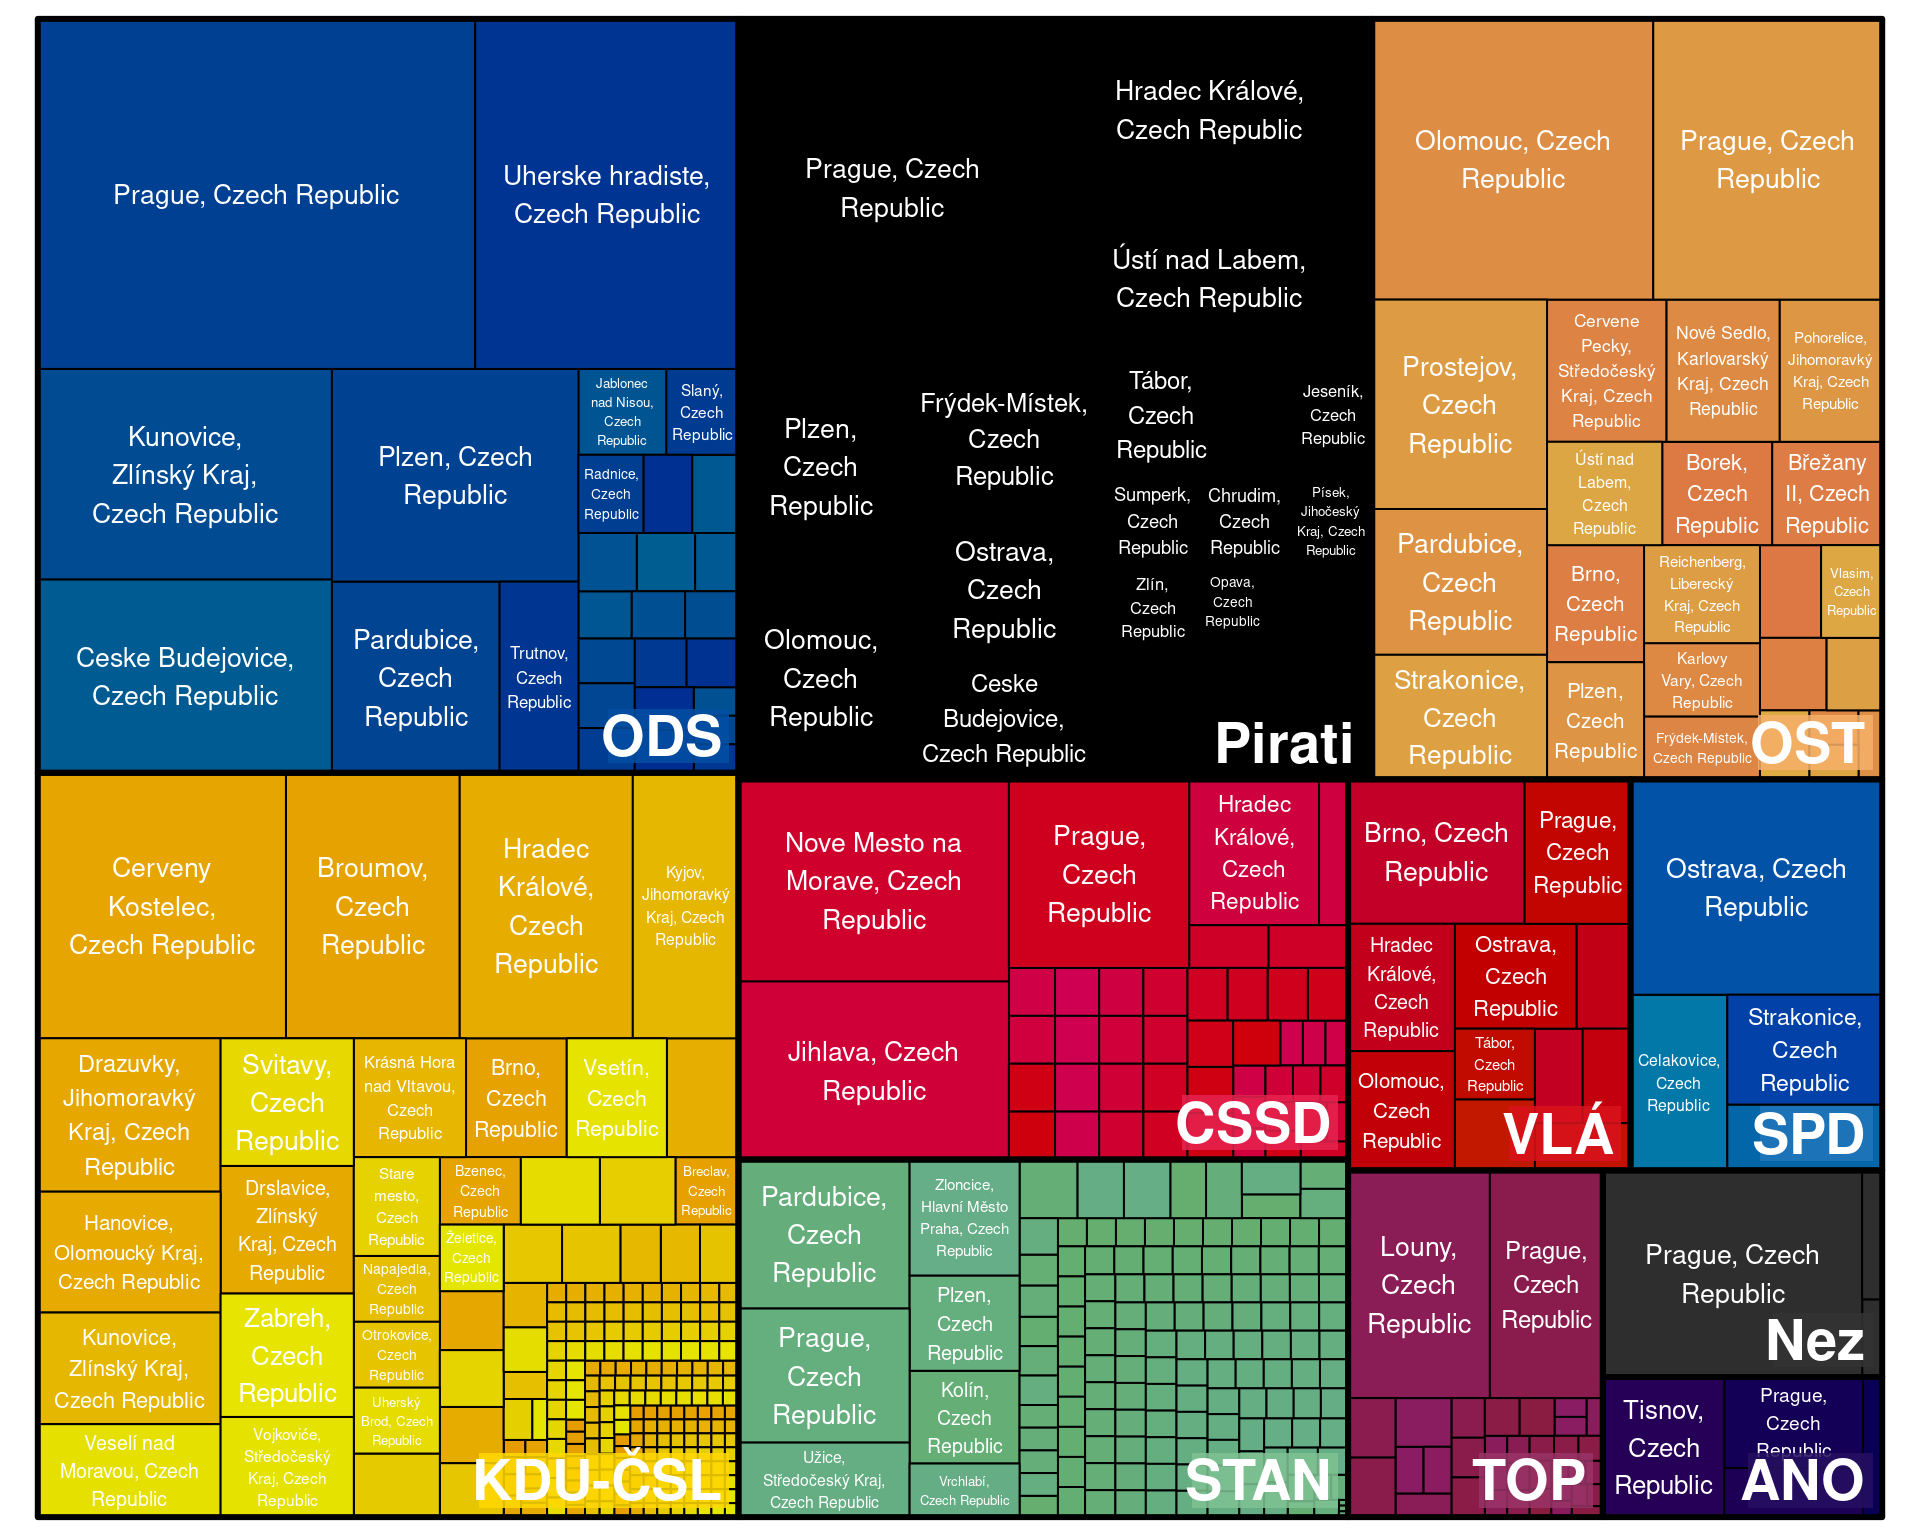 Prague, Czech Republic
Uherske hradiste,
Czech Republic
Kunovice,
Zlínský Kraj,
Czech Republic
Plzen, Czech
Republic
Jablonec
nad Nisou,
Czech
Republic
Slaný,
Czech
Republic
Radnice,
Czech
Republic
Ceske Budejovice,
Czech Republic
Pardubice,
Czech
Republic
Trutnov,
Czech
Republic
ODS
Prague, Czech
Republic
Hradec Králové,
Czech Republic
Ústí nad Labem,
Czech Republic
Plzen,
Czech
Republic
Frýdek-Místek,
Czech
Republic
Tábor,
Czech
Republic
Jeseník,
Czech
Republic
Sumperk,
Czech
Republic
Chrudim,
Czech
Republic
Písek,
Jihočeský
Kraj, Czech
Republic
Ostrava,
Czech
Republic
Zlín,
Czech
Republic
Opava,
Czech
Republic
Olomouc,
Czech
Republic
Ceske
Budejovice,
Czech Republic
Pirati
Olomouc, Czech
Republic
Prague, Czech
Republic
Prostejov,
Czech
Republic
Cervene
Pecky,
Středočeský
Kraj, Czech
Republic
Nové Sedlo,
Karlovarský
Kraj, Czech
Republic
Pohorelice,
Jihomoravký
Kraj, Czech
Republic
Ústí nad
Labem,
Czech
Republic
Borek,
Czech
Republic
Břežany
II, Czech
Republic
Pardubice,
Czech
Republic
Brno,
Czech
Republic
Reichenberg,
Liberecký
Kraj, Czech
Republic
Vlasim,
Czech
Republic
Strakonice,
Czech
Republic
Plzen,
Czech
Republic
Karlovy
Vary, Czech
Republic
Frýdek-Místek,
Czech Republic
OST
Cerveny
Kostelec,
Czech Republic
Broumov,
Czech
Republic
Hradec
Králové,
Czech
Republic
Kyjov,
Jihomoravký
Kraj, Czech
Republic
Drazuvky,
Jihomoravký
Kraj, Czech
Republic
Svitavy,
Czech
Republic
Krásná Hora
nad Vltavou,
Czech
Republic
Brno,
Czech
Republic
Vsetín,
Czech
Republic
Hanovice,
Olomoucký Kraj,
Czech Republic
Drslavice,
Zlínský
Kraj, Czech
Republic
Stare
mesto,
Czech
Republic
Bzenec,
Czech
Republic
Breclav,
Czech
Republic
Želetice,
Czech
Republic
Napajedla,
Czech
Republic
Kunovice,
Zlínský Kraj,
Czech Republic
Zabreh,
Czech
Republic
Otrokovice,
Czech
Republic
Uherský
Brod, Czech
Republic
Veselí nad
Moravou, Czech
Republic
Vojkoviće,
Středočeský
Kraj, Czech
Republic
KDU-ČSL
Nove Mesto na
Morave, Czech
Republic
Prague,
Czech
Republic
Hradec
Králové,
Czech
Republic
Jihlava, Czech
Republic
CSSD
Brno, Czech
Republic
Prague,
Czech
Republic
Hradec
Králové,
Czech
Republic
Ostrava,
Czech
Republic
Olomouc,
Czech
Republic
Tábor,
Czech
Republic
VLÁ
Ostrava, Czech
Republic
Celakovice,
Czech
Republic
Strakonice,
Czech
Republic
SPD
Pardubice,
Czech
Republic
Zloncice,
Hlavní Město
Praha, Czech
Republic
Prague,
Czech
Republic
Plzen,
Czech
Republic
Kolín,
Czech
Republic
Užice,
Středočeský Kraj,
Czech Republic
Vrchlabí,
Czech Republic
STAN
Louny,
Czech
Republic
Prague,
Czech
Republic
TOP
Prague, Czech
Republic
Nez
Tisnov,
Czech
Republic
Prague,
Czech
Republic
ANO